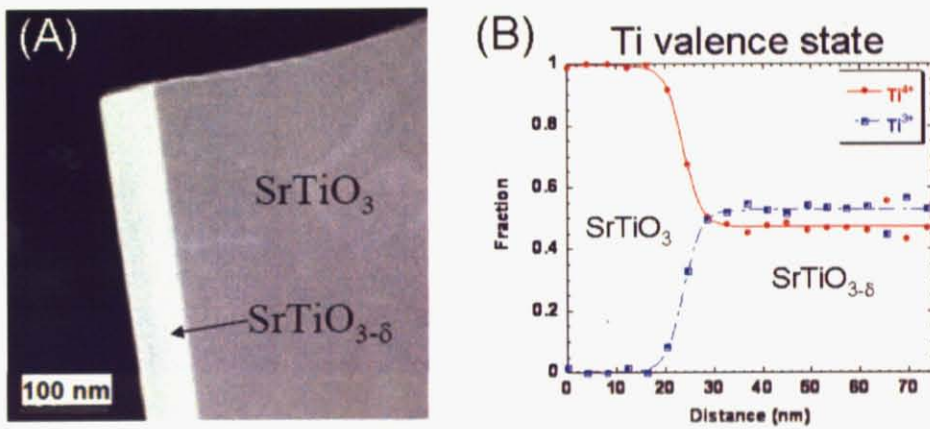 (A)
SrTiO3
SrTiO3-δ
100 nm
(B)
Ti valence state
1
0.8
0.6
0.4
0.2
0
Fraction
Ti4+
Ti3+
SrTiO3
SrTiO3-δ
0 10 20 30 40 50 60 70
Distance (nm)